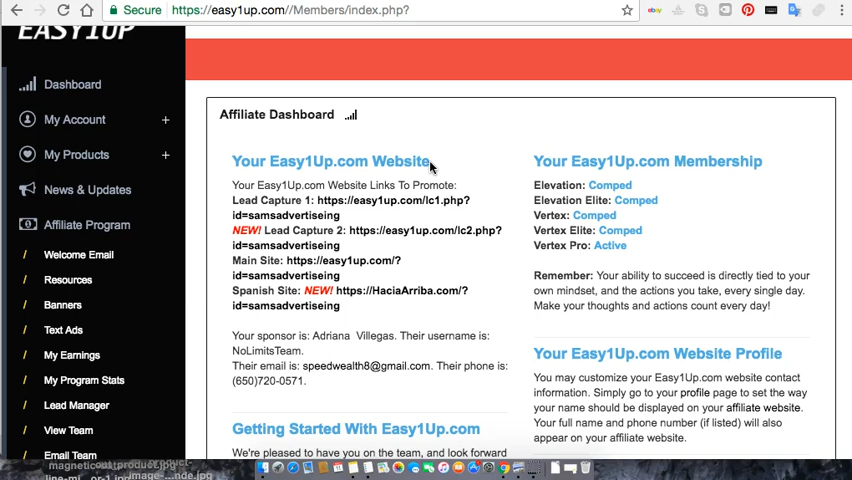 Secure https://easy1up.com//Members/index.php?
EASY1UP
Dashboard
My Account +
My Products +
News & Updates
Affiliate Program
/ Welcome Email
/ Resources
/ Banners
/ Text Ads
/ My Earnings
/ My Program Stats
/ Lead Manager
/ View Team
/ Email Team
Affiliate Dashboard
Your Easy1Up.com Website
Your Easy1Up.com Website Links To Promote:
Lead Capture 1: https://easy1up.com/lc1.php?
id=samsadvertiseing
NEW! Lead Capture 2: https://easy1up.com/lc2.php?
id=samsadvertiseing
Main Site: https://easy1up.com/?
id=samsadvertiseing
Spanish Site: NEW! https://HaciaArriba.com/?
id=samsadvertiseing
Your sponsor is: Adriana Villegas. Their username is:
NoLimitsTeam.
Their email is: speedwealth8@gmail.com. Their phone is:
(650)720-0571.
Getting Started With Easy1Up.com
We're pleased to have you on the team, and look forward
Your Easy1Up.com Membership
Elevation: Comped
Elevation Elite: Comped
Vertex: Comped
Vertex Elite: Comped
Vertex Pro: Active
Remember: Your ability to succeed is directly tied to your
own mindset, and the actions you take, every single day.
Make your thoughts and actions count every day!
Your Easy1Up.com Website Profile
You may customize your Easy1Up.com website contact
information. Simply go to your profile page to set the way
your name should be displayed on your affiliate website.
Your full name and phone number (if listed) will also
appear on your affiliate website.